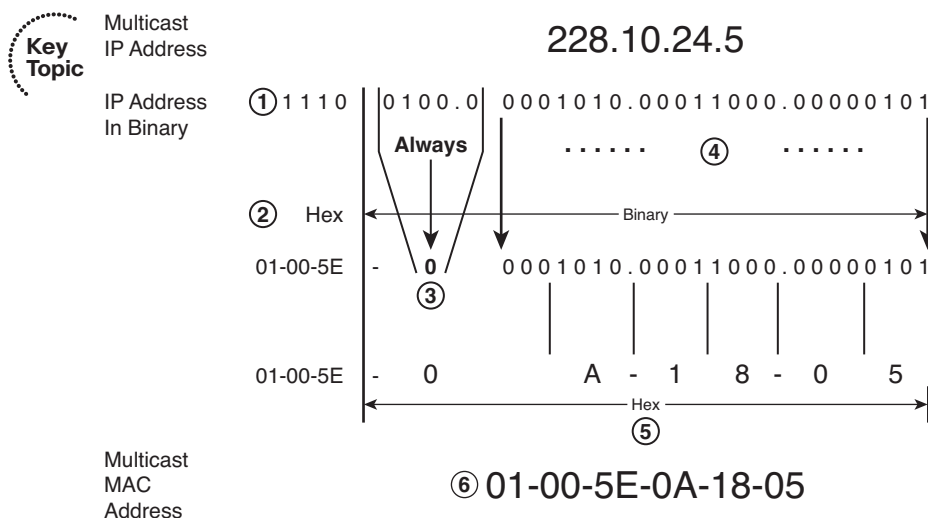 Key
Topic
Multicast
IP Address
228.10.24.5
IP Address
In Binary
1 1 1 1 0 0 1 0 0 . 0 0 0 0 1 0 1 0 . 0 0 0 1 1 0 0 0 . 0 0 0 0 0 1 0 1
Always
. . . . . . 4 . . . . . .
2 Hex Binary
01-00-5E - 0 0 0 0 1 0 1 0 . 0 0 0 1 1 0 0 0 . 0 0 0 0 0 1 0 1
3
01-00-5E - 0 A - 1 8 - 0 5
Hex
5
Multicast
MAC
Address
6 01-00-5E-0A-18-05